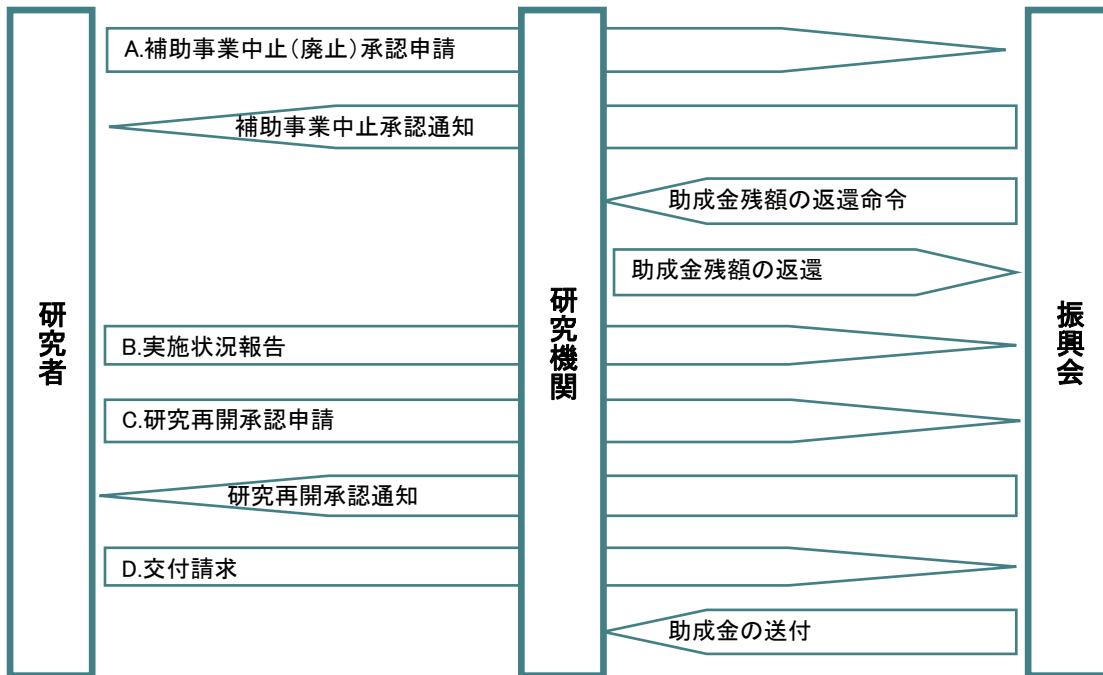 A.補助事業中止(廃止)承認申請
補助事業中止承認通知
助成金残額の返還命令
助成金残額の返還
研究者
研究機関
振興会
B.実施状況報告
C.研究再開承認申請
研究再開承認通知
D.交付請求
助成金の送付